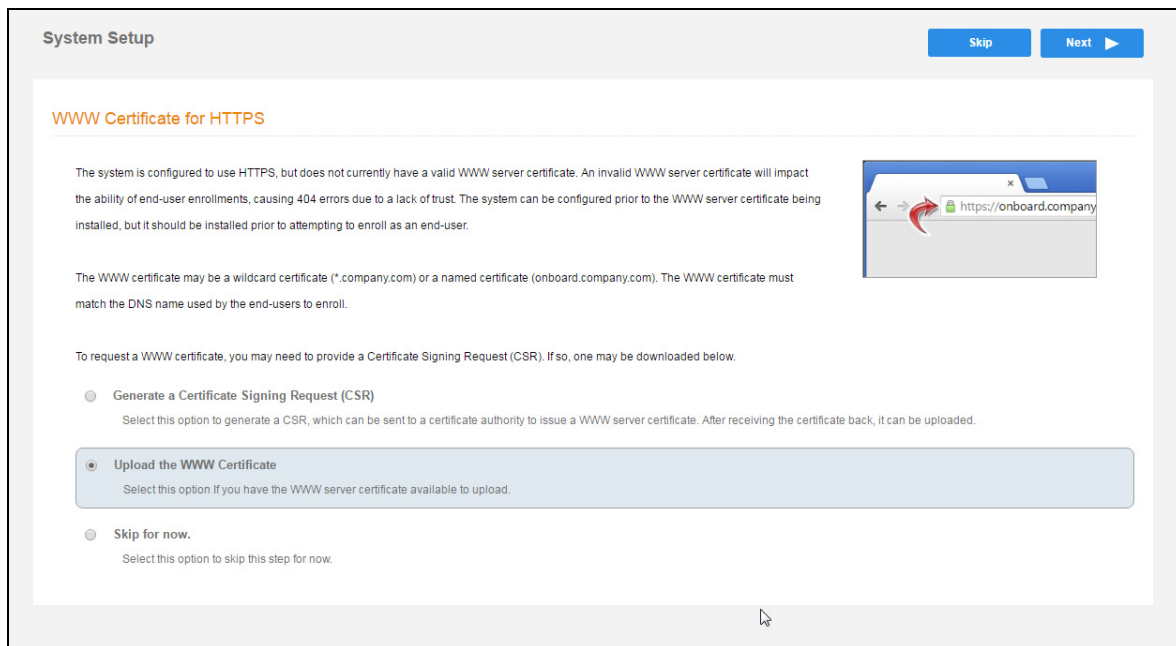 System Setup
Skip
Next
WWW Certificate for HTTPS
The system is configured to use HTTPS, but does not currently have a valid WWW server certificate. An invalid WWW server certificate will impact
the ability of end-user enrollments, causing 404 errors due to a lack of trust. The system can be configured prior to the WWW server certificate being
installed, but it should be installed prior to attempting to enroll as an end-user.
https://onboard.company
The WWW certificate may be a wildcard certificate (*.company.com) or a named certificate (onboard.company.com). The WWW certificate must
match the DNS name used by the end-users to enroll.
To request a WWW certificate, you may need to provide a Certificate Signing Request (CSR). If so, one may be downloaded below.
Generate a Certificate Signing Request (CSR)
Select this option to generate a CSR, which can be sent to a certificate authority to issue a WWW server certificate. After receiving the certificate back, it can be uploaded.
Upload the WWW Certificate
Select this option If you have the WWW server certificate available to upload.
Skip for now.
Select this option to skip this step for now.